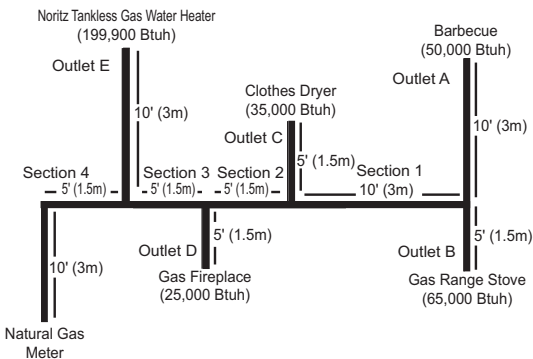 Noritz Tankless Gas Water Heater
(199,900 Btuh)
Outlet E
10' (3m)
Barbecue
(50,000 Btuh)
Outlet A
10' (3m)
Clothes Dryer
(35,000 Btuh)
Outlet C
5' (1.5m)
Section 4
5' (1.5m)
Section 3
5' (1.5m)
Section 2
5' (1.5m)
Section 1
10' (3m)
10' (3m)
Natural Gas
Meter
Outlet D
5' (1.5m)
Gas Fireplace
(25,000 Btuh)
Outlet B
5' (1.5m)
Gas Range Stove
(65,000 Btuh)